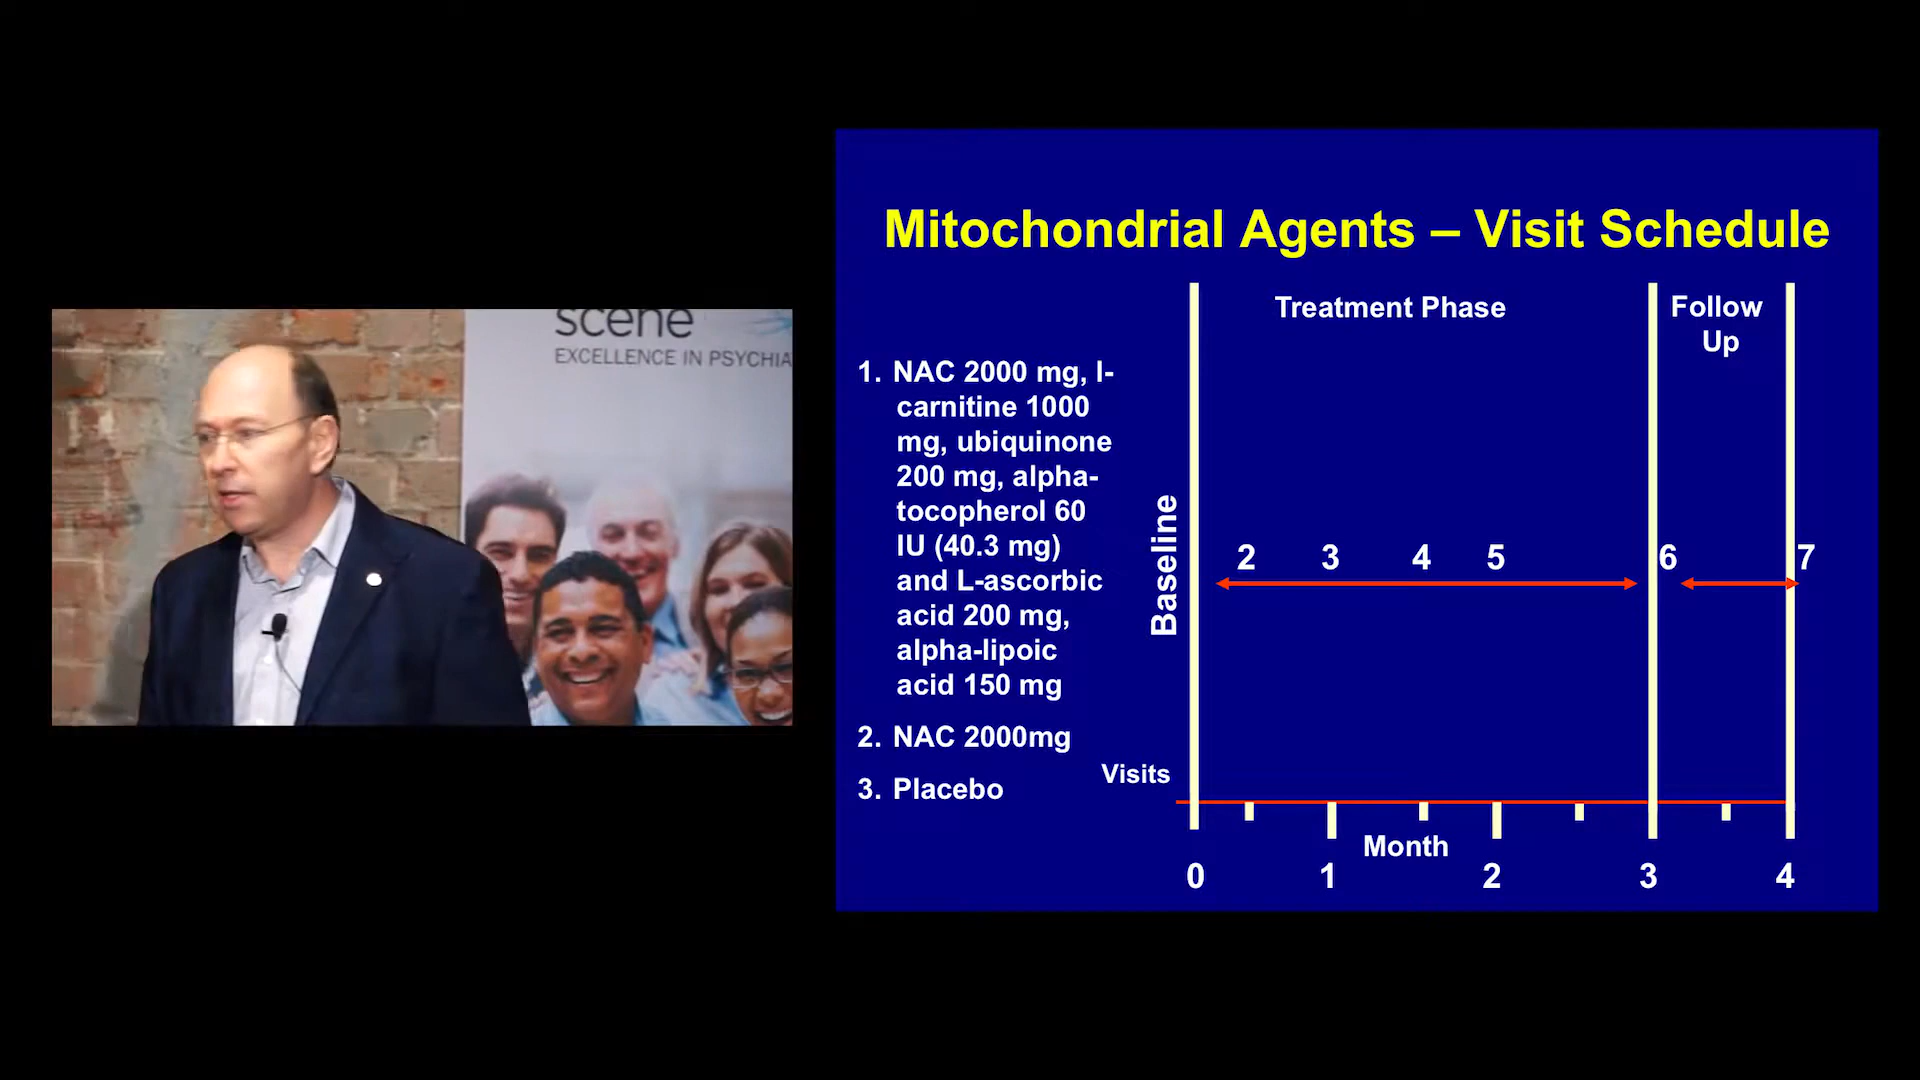 scene
EXCELLENCE IN PSYCHIA
Mitochondrial Agents – Visit Schedule
Treatment Phase
Follow
Up
1. NAC 2000 mg, l-
carnitine 1000
mg, ubiquinone
200 mg, alpha-
tocopherol 60
IU (40.3 mg)
and L-ascorbic
acid 200 mg,
alpha-lipoic
acid 150 mg
2. NAC 2000mg
3. Placebo
Baseline
2 3 4 5 6 7
Visits
Month
0 1 2 3 4